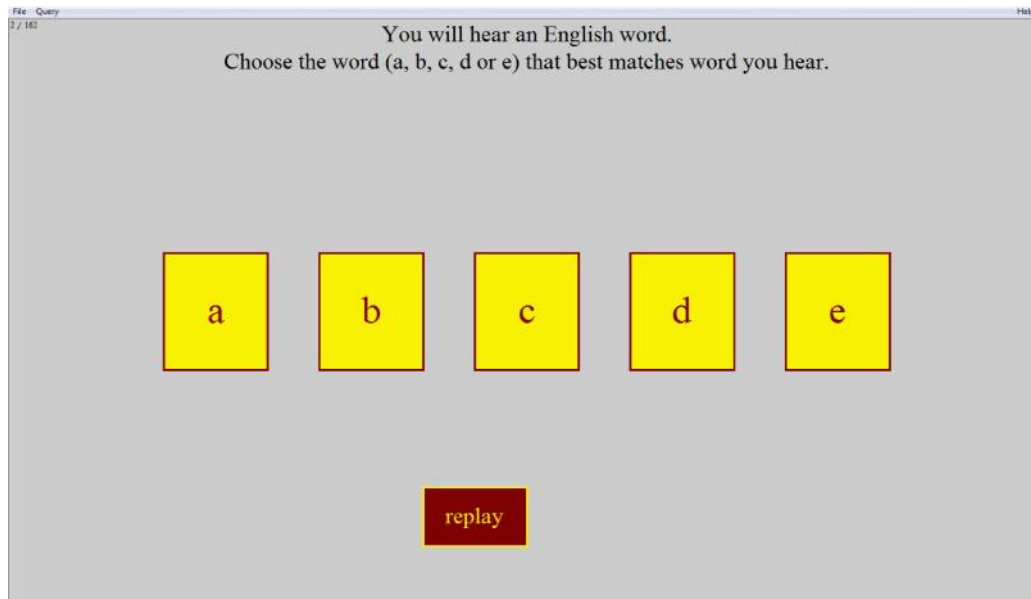 File Query Help
2 / 162
You will hear an English word.
Choose the word (a, b, c, d or e) that best matches word you hear.
a b c d e
replay